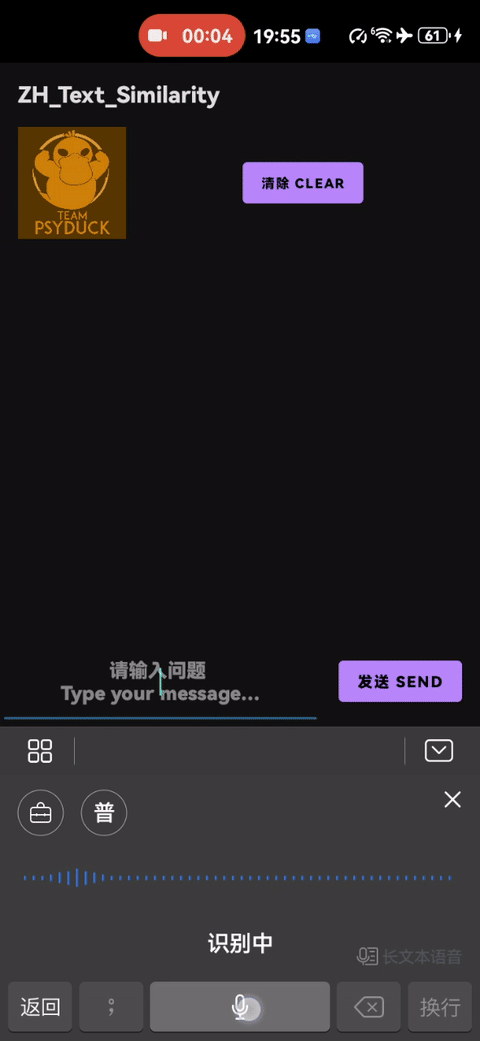 00:04
19:55
6
61
ZH_Text_Similarity
TEAM
PSYDUCK
清除 CLEAR
请输入问题
Type your message...
发送 SEND
普
识别中
长文本语音
返回
;
换行